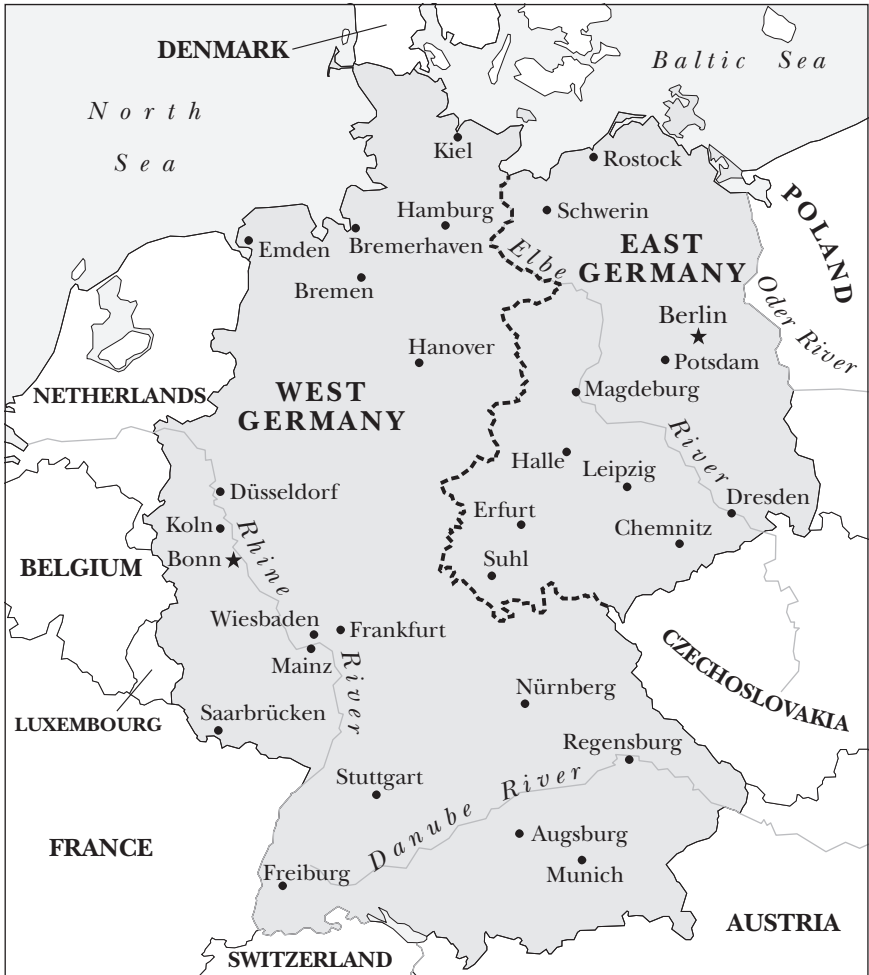 DENMARK
Baltic Sea
North
Sea
Kiel
Rostock
POLAND
Hamburg
Schwerin
Emden
Bremerhaven
Elbe
EAST
GERMANY
Bremen
Oder River
Berlin
Hanover
Potsdam
NETHERLANDS
WEST
GERMANY
Magdeburg
River
Halle
Leipzig
Düsseldorf
Dresden
Erfurt
Koln
Rhine
Chemnitz
BELGIUM
Bonn
Suhl
Wiesbaden
Frankfurt
Mainz
River
CZECHOSLOVAKIA
Nürnberg
LUXEMBOURG
Saarbrücken
Regensburg
Stuttgart
Danube River
Augsburg
FRANCE
Freiburg
Munich
AUSTRIA
SWITZERLAND